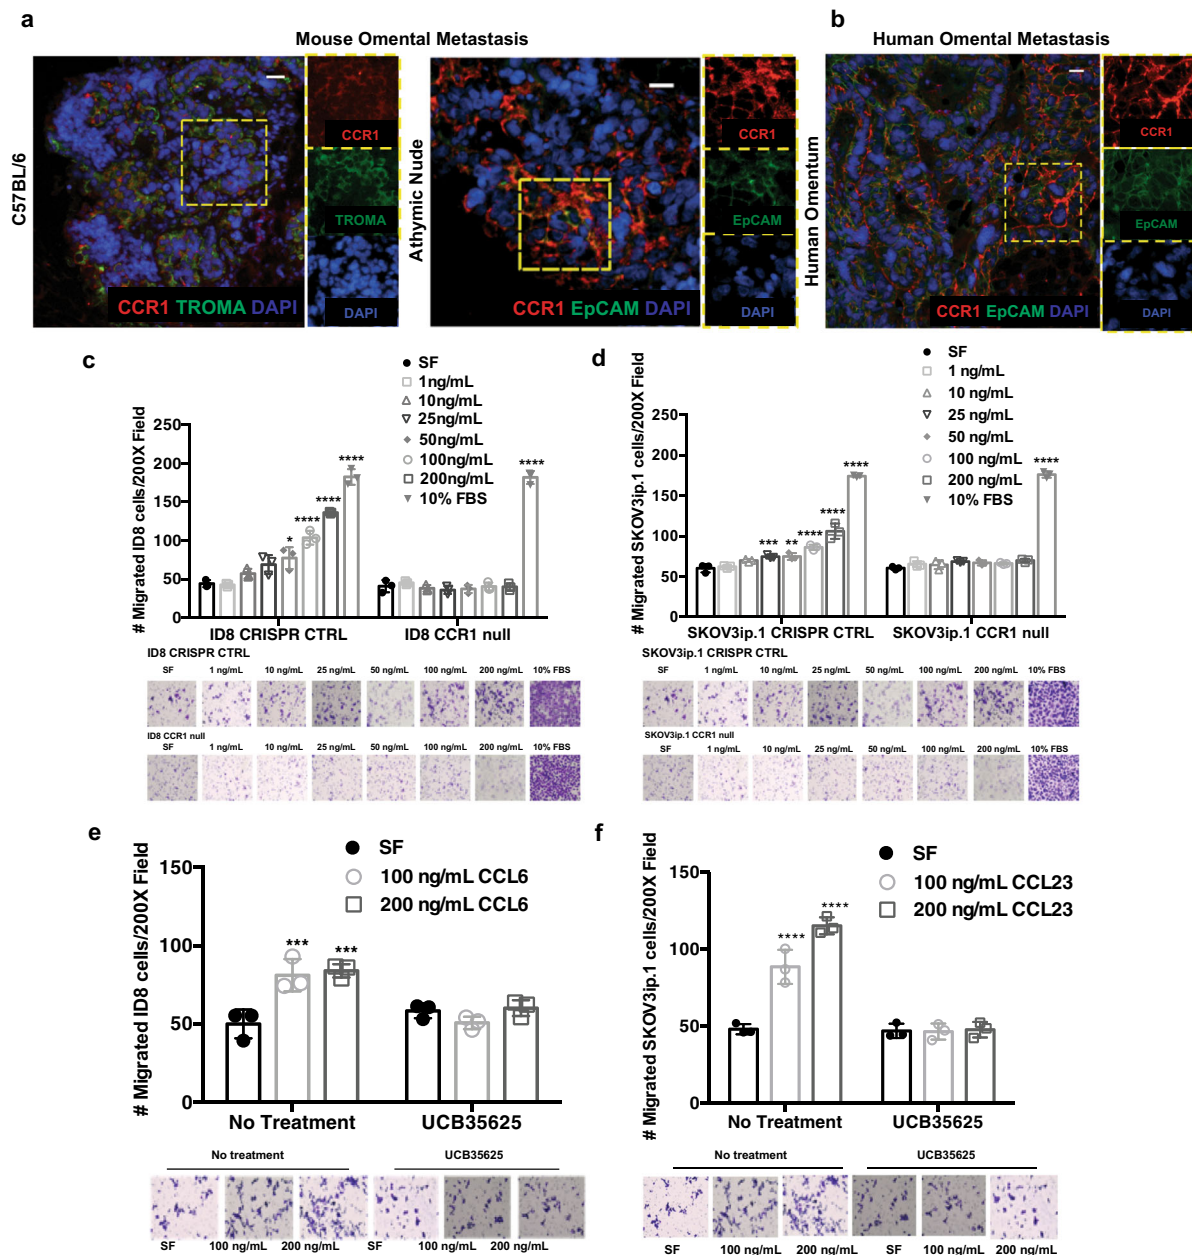 a
b
Mouse Omental Metastasis
Human Omental Metastasis
C57BL/6
CCR1 TROMA DAPI
CCR1
TROMA
DAPI
Athymic Nude
CCR1 EpCAM DAPI
CCR1
EpCAM
DAPI
Human Omentum
CCR1 EpCAM DAPI
CCR1
EpCAM
DAPI
c
# Migrated ID8 cells/200X Field
250
200
150
100
50
0
SF
1ng/mL
10ng/mL
25ng/mL
50ng/mL
100ng/mL
200ng/mL
10% FBS
*
****
****
****
****
ID8 CRISPR CTRL
ID8 CCR1 null
ID8 CRISPR CTRL
SF 1 ng/mL 10 ng/mL 25 ng/mL 50 ng/mL 100 ng/mL 200 ng/mL 10% FBS
ID8 CCR1 null
SF 1 ng/mL 10 ng/mL 25 ng/mL 50 ng/mL 100 ng/mL 200 ng/mL 10% FBS
d
# Migrated SKOV3ip.1 cells/200X Field
250
200
150
100
50
0
SF
1 ng/mL
10 ng/mL
25 ng/mL
50 ng/mL
100 ng/mL
200 ng/mL
10% FBS
***
**
****
****
****
****
SKOV3ip.1 CRISPR CTRL
SKOV3ip.1 CCR1 null
SKOV3ip.1 CRISPR CTRL
SF 1 ng/mL 10 ng/mL 25 ng/mL 50 ng/mL 100 ng/mL 200 ng/mL 10% FBS
SKOV3ip.1 CCR1 null
SF 1 ng/mL 10 ng/mL 25 ng/mL 50 ng/mL 100 ng/mL 200 ng/mL 10% FBS
e
# Migrated ID8 cells/200X Field
150
100
50
0
SF
100 ng/mL CCL6
200 ng/mL CCL6
***
***
No Treatment
UCB35625
No treatment
UCB35625
SF 100 ng/mL 200 ng/mL SF 100 ng/mL 200 ng/mL
f
# Migrated SKOV3ip.1 cells/200X Field
150
100
50
0
SF
100 ng/mL CCL23
200 ng/mL CCL23
****
****
No Treatment
UCB35625
No treatment
UCB35625
SF 100 ng/mL 200 ng/mL SF 100 ng/mL 200 ng/mL